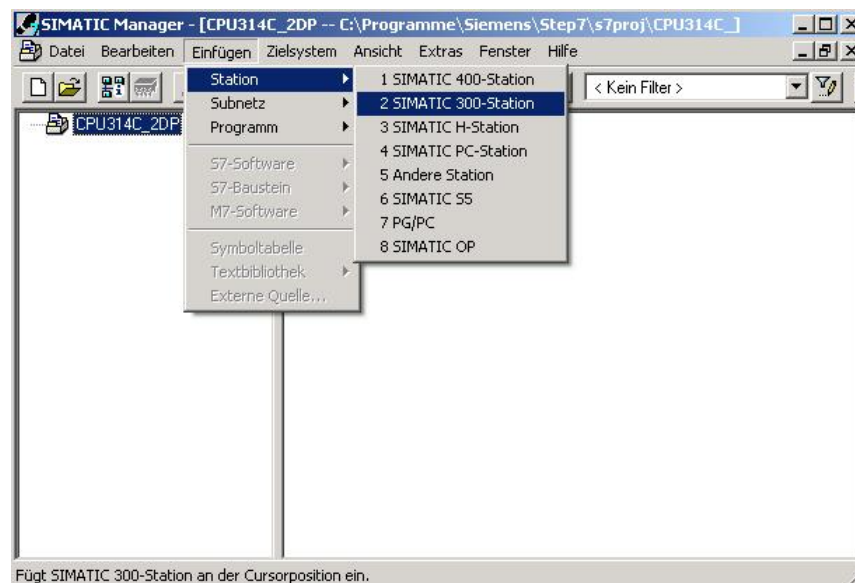 SIMATIC Manager - [CPU314C_2DP -- C:\Programme\Siemens\Step7\s7proj\CPU314C_]
Datei Bearbeiten Einfügen Zielsystem Ansicht Extras Fenster Hilfe
< Kein Filter >
CPU314C_2DP
Station
Subnetz
Programm
S7-Software
S7-Baustein
M7-Software
Symboltabelle
Textbibliothek
Externe Quelle...
1 SIMATIC 400-Station
2 SIMATIC 300-Station
3 SIMATIC H-Station
4 SIMATIC PC-Station
5 Andere Station
6 SIMATIC S5
7 PG/PC
8 SIMATIC OP
Fügt SIMATIC 300-Station an der Cursorposition ein.